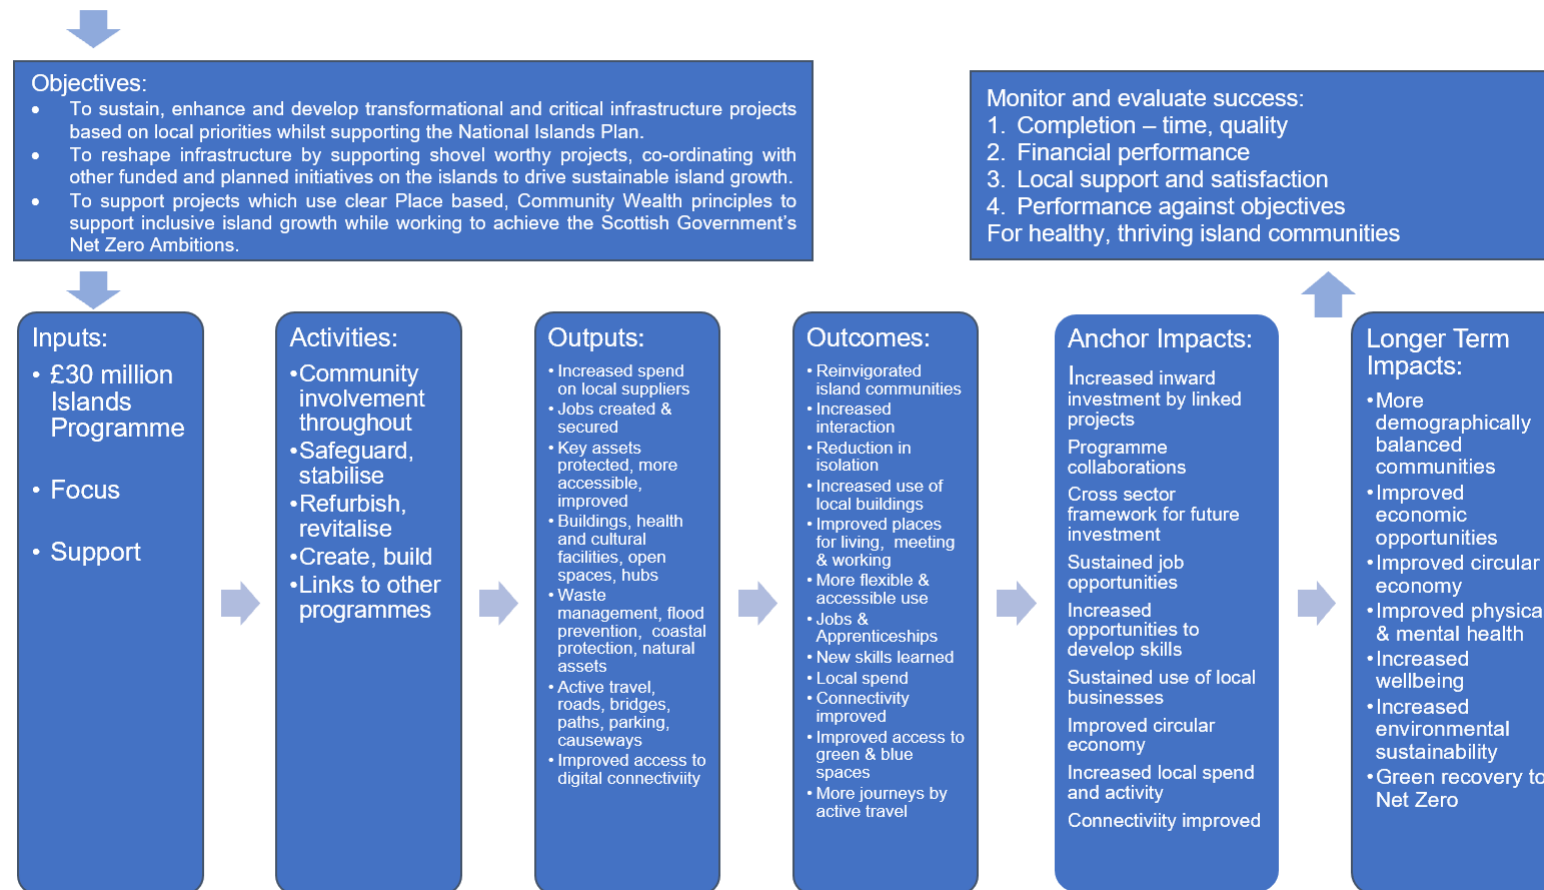 Objectives:
• To sustain, enhance and develop transformational and critical infrastructure projects
based on local priorities whilst supporting the National Islands Plan.
• To reshape infrastructure by supporting shovel worthy projects, co-ordinating with
other funded and planned initiatives on the islands to drive sustainable island growth.
• To support projects which use clear Place based, Community Wealth principles to
support inclusive island growth while working to achieve the Scottish Government's
Net Zero Ambitions.
Monitor and evaluate success:
1. Completion – time, quality
2. Financial performance
3. Local support and satisfaction
4. Performance against objectives
For healthy, thriving island communities
Inputs:
• £30 million
Islands
Programme
• Focus
• Support
Activities:
•Community
involvement
throughout
•Safeguard,
stabilise
•Refurbish,
revitalise
•Create, build
•Links to other
programmes
Outputs:
• Increased spend
on local suppliers
• Jobs created &
secured
• Key assets
protected, more
accessible,
improved
• Buildings, health
and cultural
facilities, open
spaces, hubs
• Waste
management, flood
prevention, coastal
protection, natural
assets
• Active travel,
roads, bridges,
paths, parking,
causeways
• Improved access to
digital connectiviity
Outcomes:
• Reinvigorated
island communities
• Increased
interaction
• Reduction in
isolation
• Increased use of
local buildings
• Improved places
for living, meeting
& working
• More flexible &
accessible use
• Jobs &
Apprenticeships
• New skills learned
• Local spend
• Connectivity
improved
• Improved access to
green & blue
spaces
• More journeys by
active travel
Anchor Impacts:
Increased inward
investment by linked
projects
Programme
collaborations
Cross sector
framework for future
investment
Sustained job
opportunities
Increased
opportunities to
develop skills
Sustained use of local
businesses
Improved circular
economy
Increased local spend
and activity
Connectiviity improved
Longer Term
Impacts:
•More
demographically
balanced
communities
•Improved
economic
opportunities
•Improved circular
economy
•Improved physica
& mental health
•Increased
wellbeing
•Increased
environmental
sustainability
•Green recovery to
Net Zero